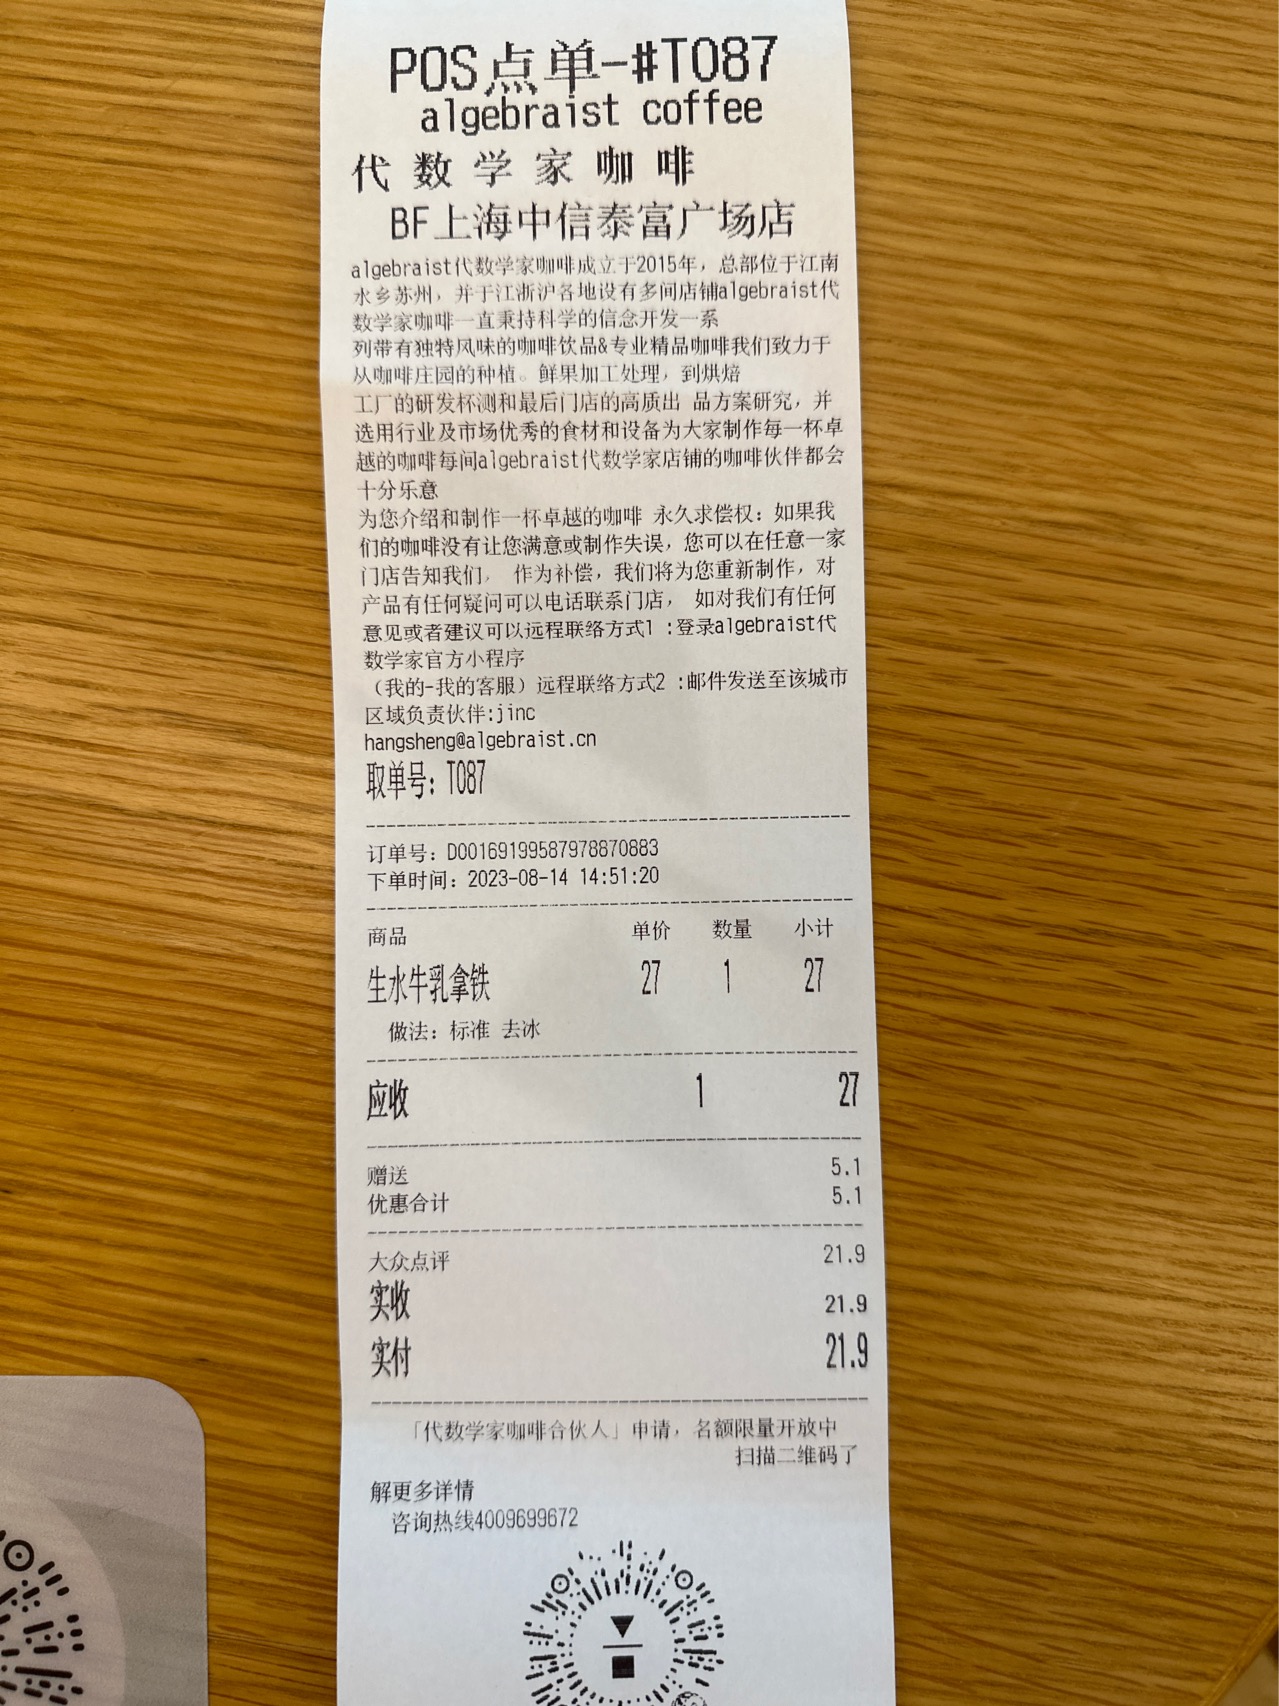 POS点单-#T087
algebraist coffee
代数学家咖啡
BF上海中信泰富广场店
algebraist代数学家咖啡成立于2015年，总部位于江南
水乡苏州，并于江浙沪各地设有多间店铺algebraist代
数学家咖啡一直秉持科学的信念开发一系
列带有独特风味的咖啡饮品&专业精品咖啡我们致力于
从咖啡庄园的种植。鲜果加工处理，到烘焙
工厂的研发杯测和最后门店的高质出 品方案研究，并
选用行业及市场优秀的食材和设备为大家制作每一杯卓
越的咖啡每间algebraist代数学家店铺的咖啡伙伴都会
十分乐意
为您介绍和制作一杯卓越的咖啡 永久求偿权：如果我
们的咖啡没有让您满意或制作失误，您可以在任意一家
门店告知我们， 作为补偿，我们将为您重新制作，对
产品有任何疑问可以电话联系门店， 如对我们有任何
意见或者建议可以远程联络方式1 :登录algebraist代
数学家官方小程序
（我的-我的客服）远程联络方式2 :邮件发送至该城市
区域负责伙伴:jinc
hangsheng@algebraist.cn
取单号：T087
订单号：D00169199587978870883
下单时间：2023-08-14 14:51:20
商品 单价 数量 小计
生水牛乳拿铁 27 1 27
做法：标准 去冰
应收 1 27
赠送 5.1
优惠合计 5.1
大众点评 21.9
实收 21.9
实付 21.9
「代数学家咖啡合伙人」申请，名额限量开放中
扫描二维码了
解更多详情
咨询热线4009699672